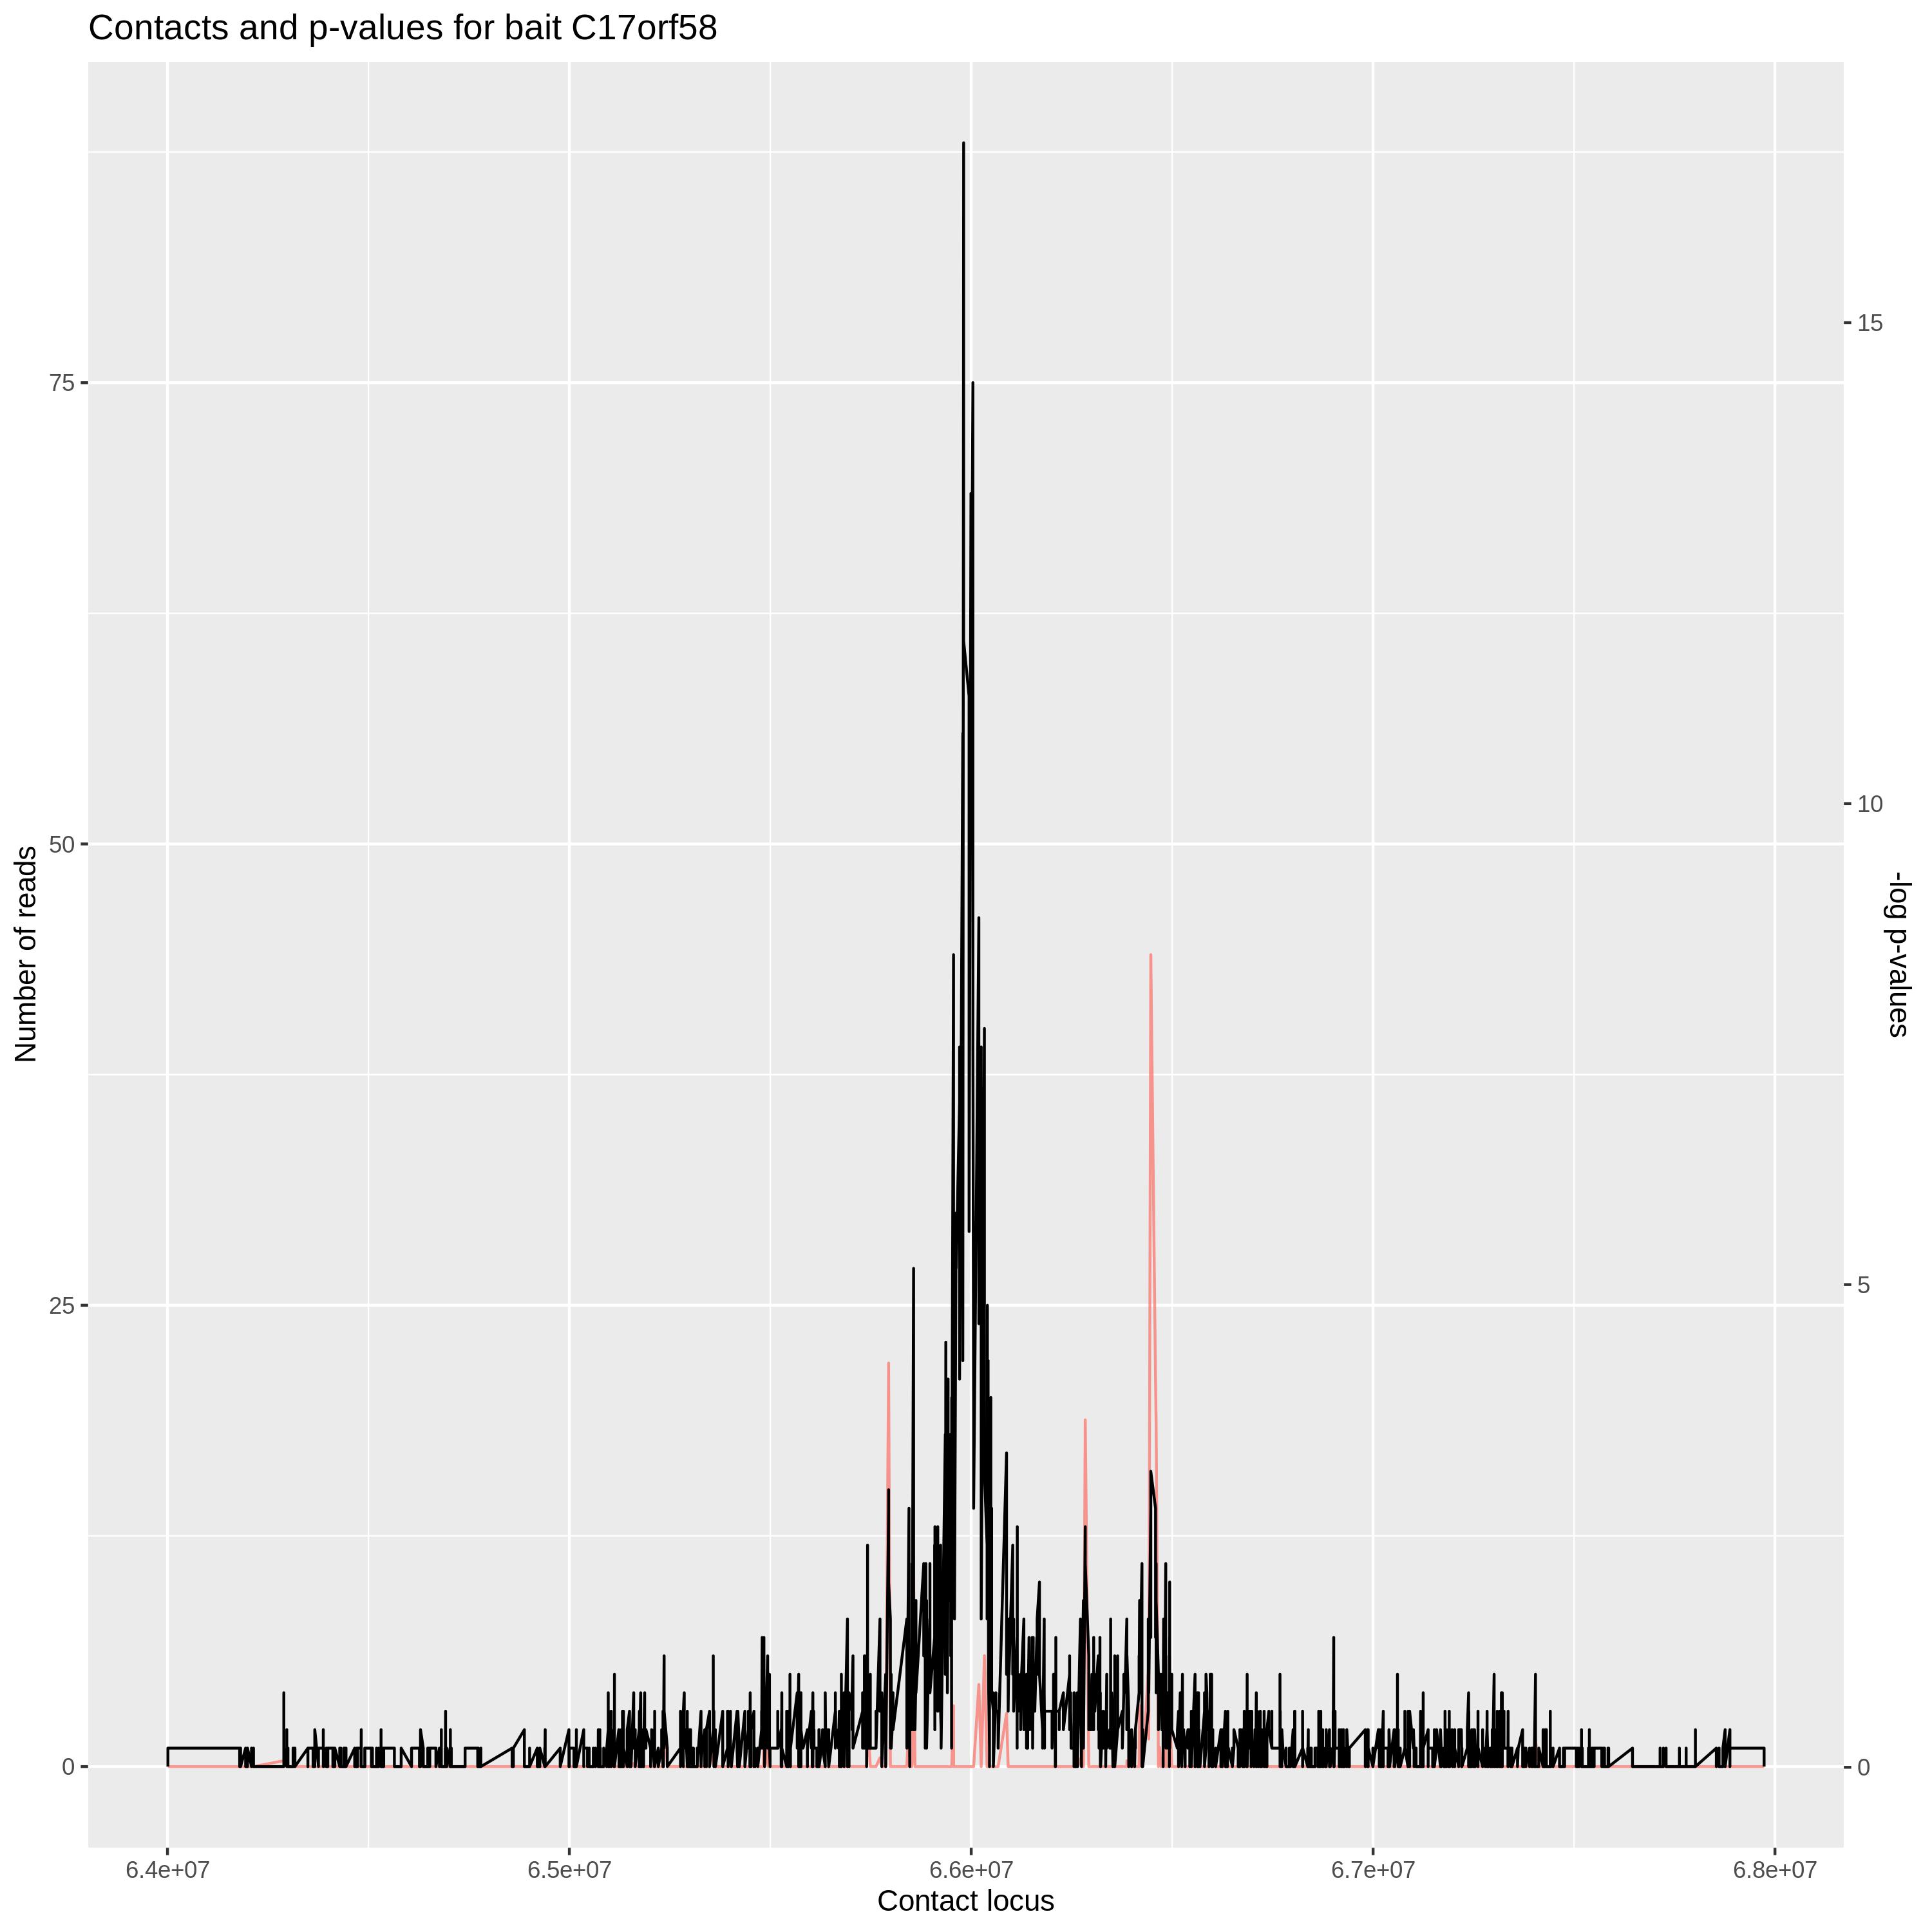 Contacts and p-values for bait C17orf58
Number of reads
75
50
25
0
15
10
5
0
-log p-values
6.4e+07 6.5e+07 6.6e+07 6.7e+07 6.8e+07
Contact locus